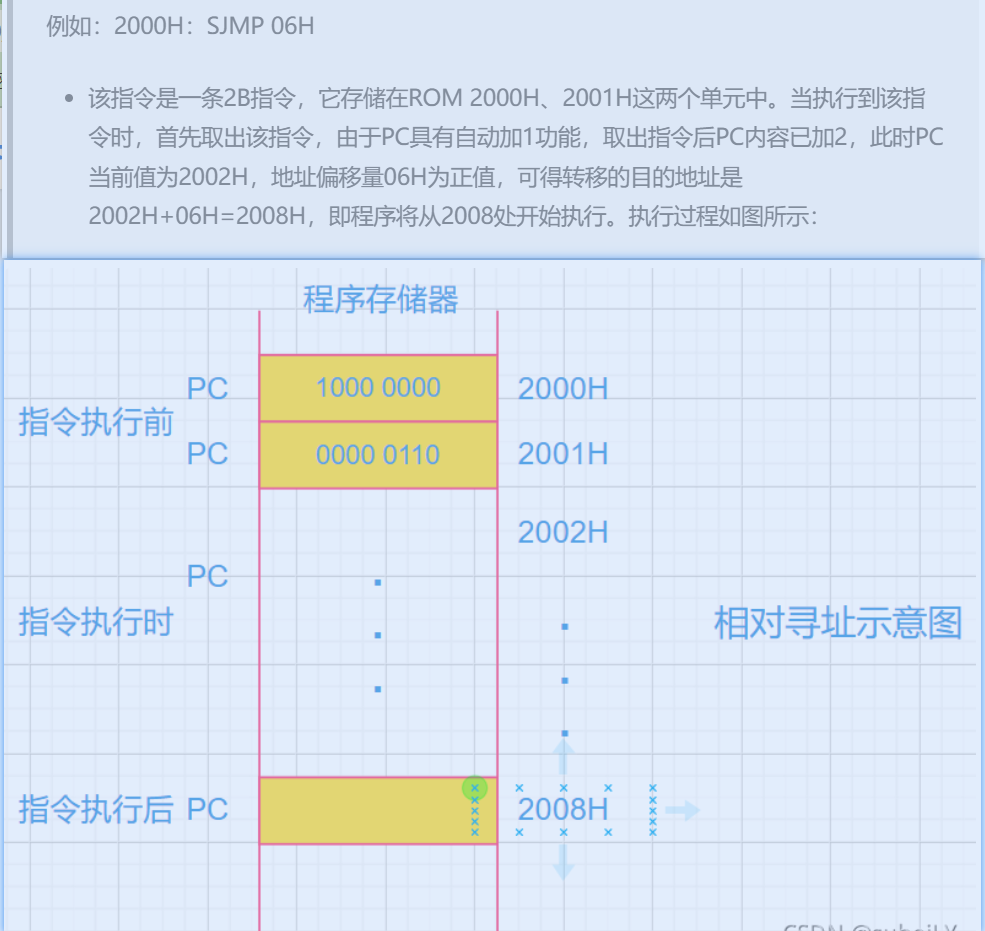 例如：2000H：SJMP 06H
该指令是一条2B指令，它存储在ROM 2000H、2001H这两个单元中。当执行到该指
令时，首先取出该指令，由于PC具有自动加1功能，取出指令后PC内容已加2，此时PC
当前值为2002H，地址偏移量06H为正值，可得转移的目的地址是
2002H+06H=2008H，即程序将从2008处开始执行。执行过程如图所示：
程序存储器
PC 1000 0000 2000H
指令执行前
PC 0000 0110 2001H
2002H
PC
指令执行时 相对寻址示意图
指令执行后 PC 2008H